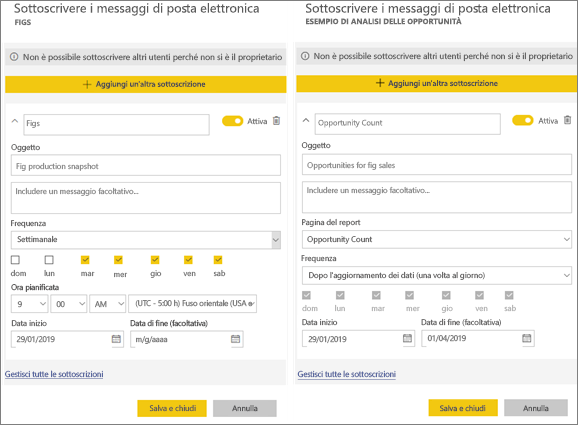 Sottoscrivere i messaggi di posta elettronica
FIGS
Non è possibile sottoscrivere altri utenti perché non si è il proprietario
+ Aggiungi un'altra sottoscrizione
Figs
Attiva
Oggetto
Fig production snapshot
Includere un messaggio facoltativo...
Frequenza
Settimanale
dom lun mar mer gio ven sab
Ora pianificata
9 00 AM (UTC - 5:00 h) Fuso orientale (USA e
Data inizio Data di fine (facoltativa)
29/01/2019 m/g/aaaa
Gestisci tutte le sottoscrizioni
Salva e chiudi Annulla
Sottoscrivere i messaggi di posta elettronica
ESEMPIO DI ANALISI DELLE OPPORTUNITÀ
Non è possibile sottoscrivere altri utenti perché non si è il proprietario
+ Aggiungi un'altra sottoscrizione
Opportunity Count
Attiva
Oggetto
Opportunities for fig sales
Includere un messaggio facoltativo...
Pagina del report
Opportunity Count
Frequenza
Dopo l'aggiornamento dei dati (una volta al giorno)
dom lun mar mer gio ven sab
Data inizio Data di fine (facoltativa)
29/01/2019 01/04/2019
Gestisci tutte le sottoscrizioni
Salva e chiudi Annulla